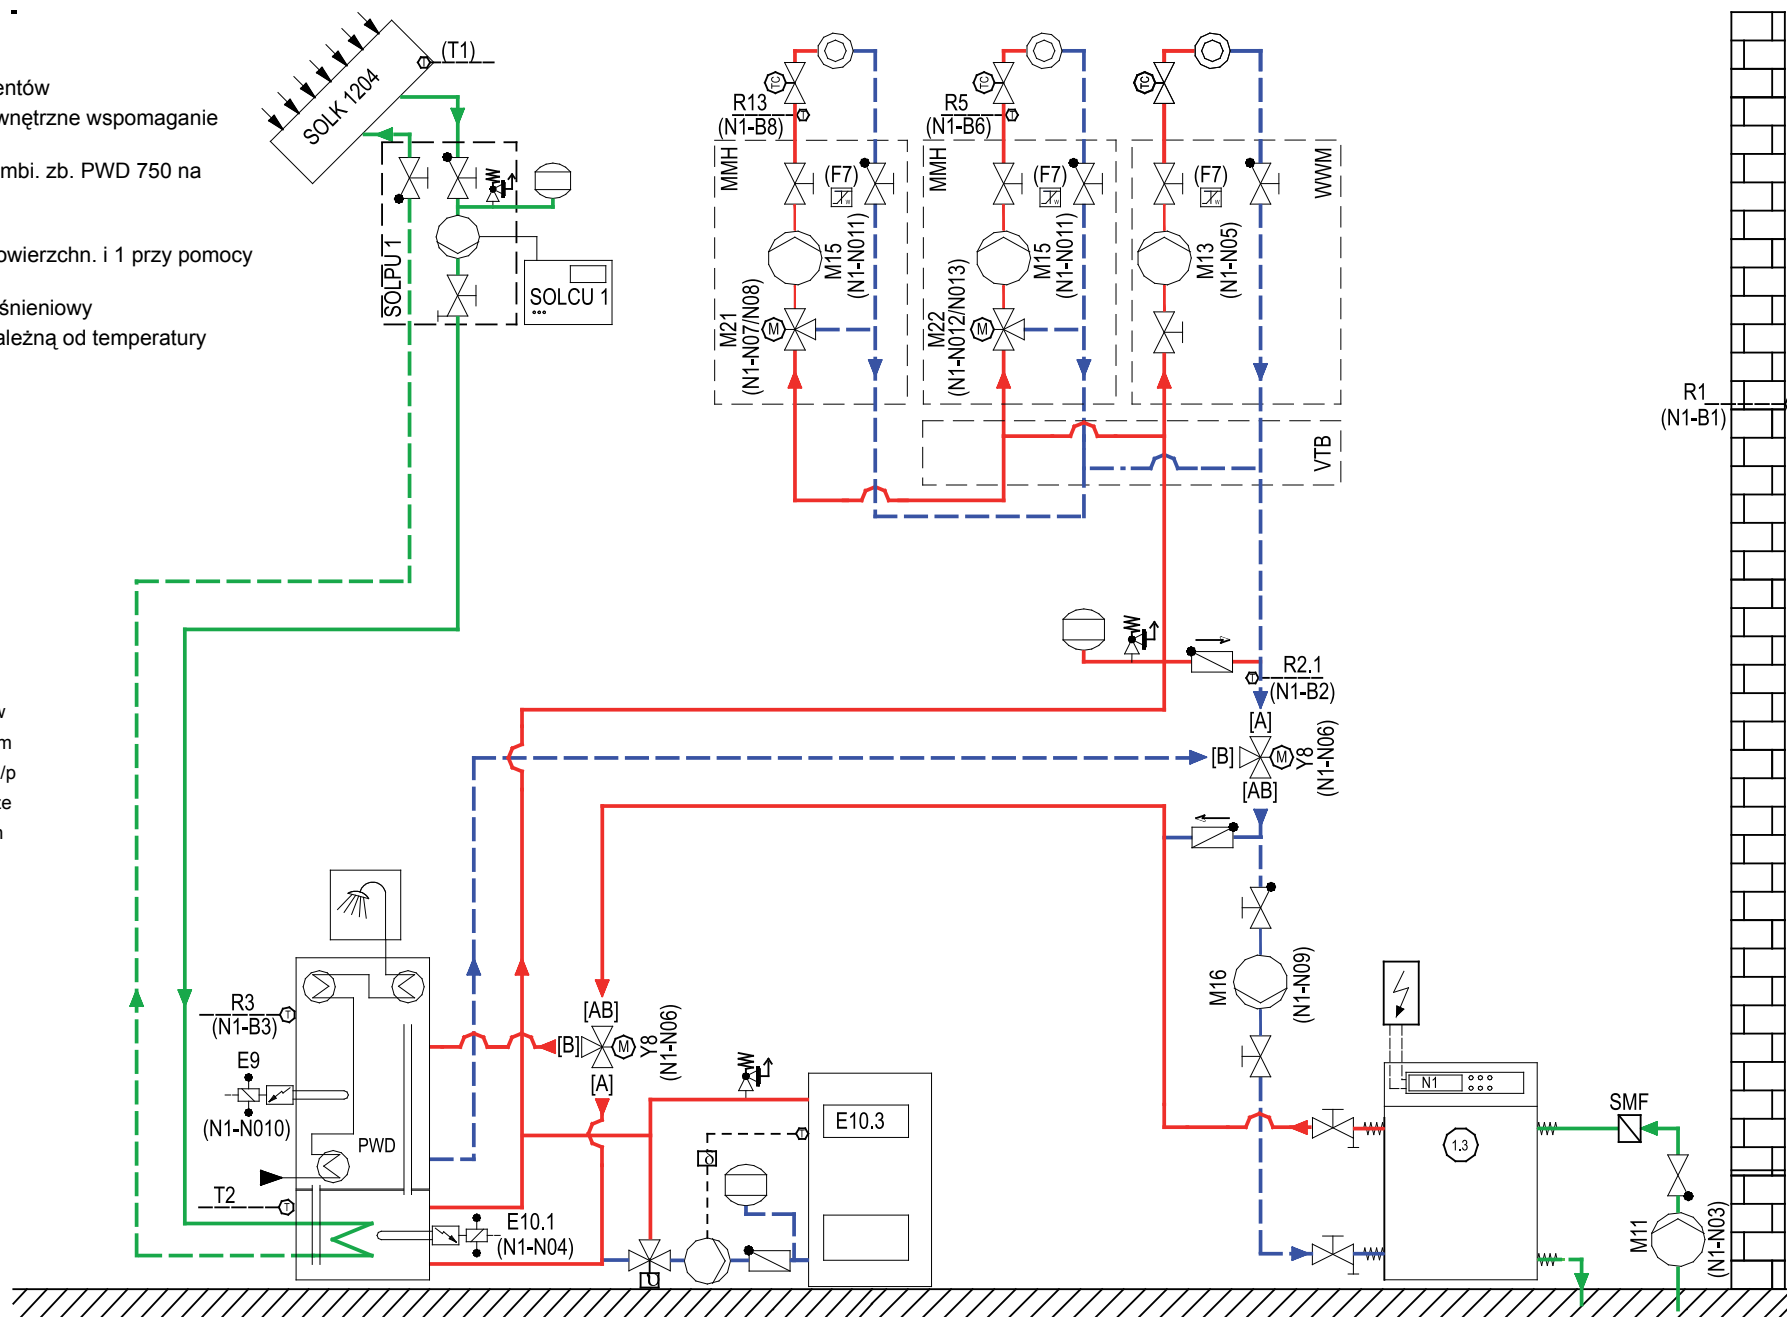 entów
wnętrzne wspomaganie
mbi. zb. PWD 750 na
owierzchn. i 1 przy pomocy
śnieniowy
ależną od temperatury
w
m
/p
te
n
(T1)
SOLK 1204
SOLPU 1
SOLCU 1
R13
(N1-B8)
R5
(N1-B6)
TC
TC
TC
MMH
(F7)
MMH
(F7)
(F7)
WWM
M15
(N1-N011)
M15
(N1-N011)
M13
(N1-N05)
M21
(N1-N07/N08)
M
M22
(N1-N012/N013)
M
VTB
R1
(N1-B1)
R2.1
(N1-B2)
T
[A]
[B]
M
Y8
(N1-N06)
[AB]
M16
(N1-N09)
R3
(N1-B3)
T
[AB]
[B]
M
Y8
(N1-N06)
[A]
E9
(N1-N010)
PWD
T2
T
E10.1
(N1-N04)
E10.3
N1
1.3
SMF
M11
(N1-N03)